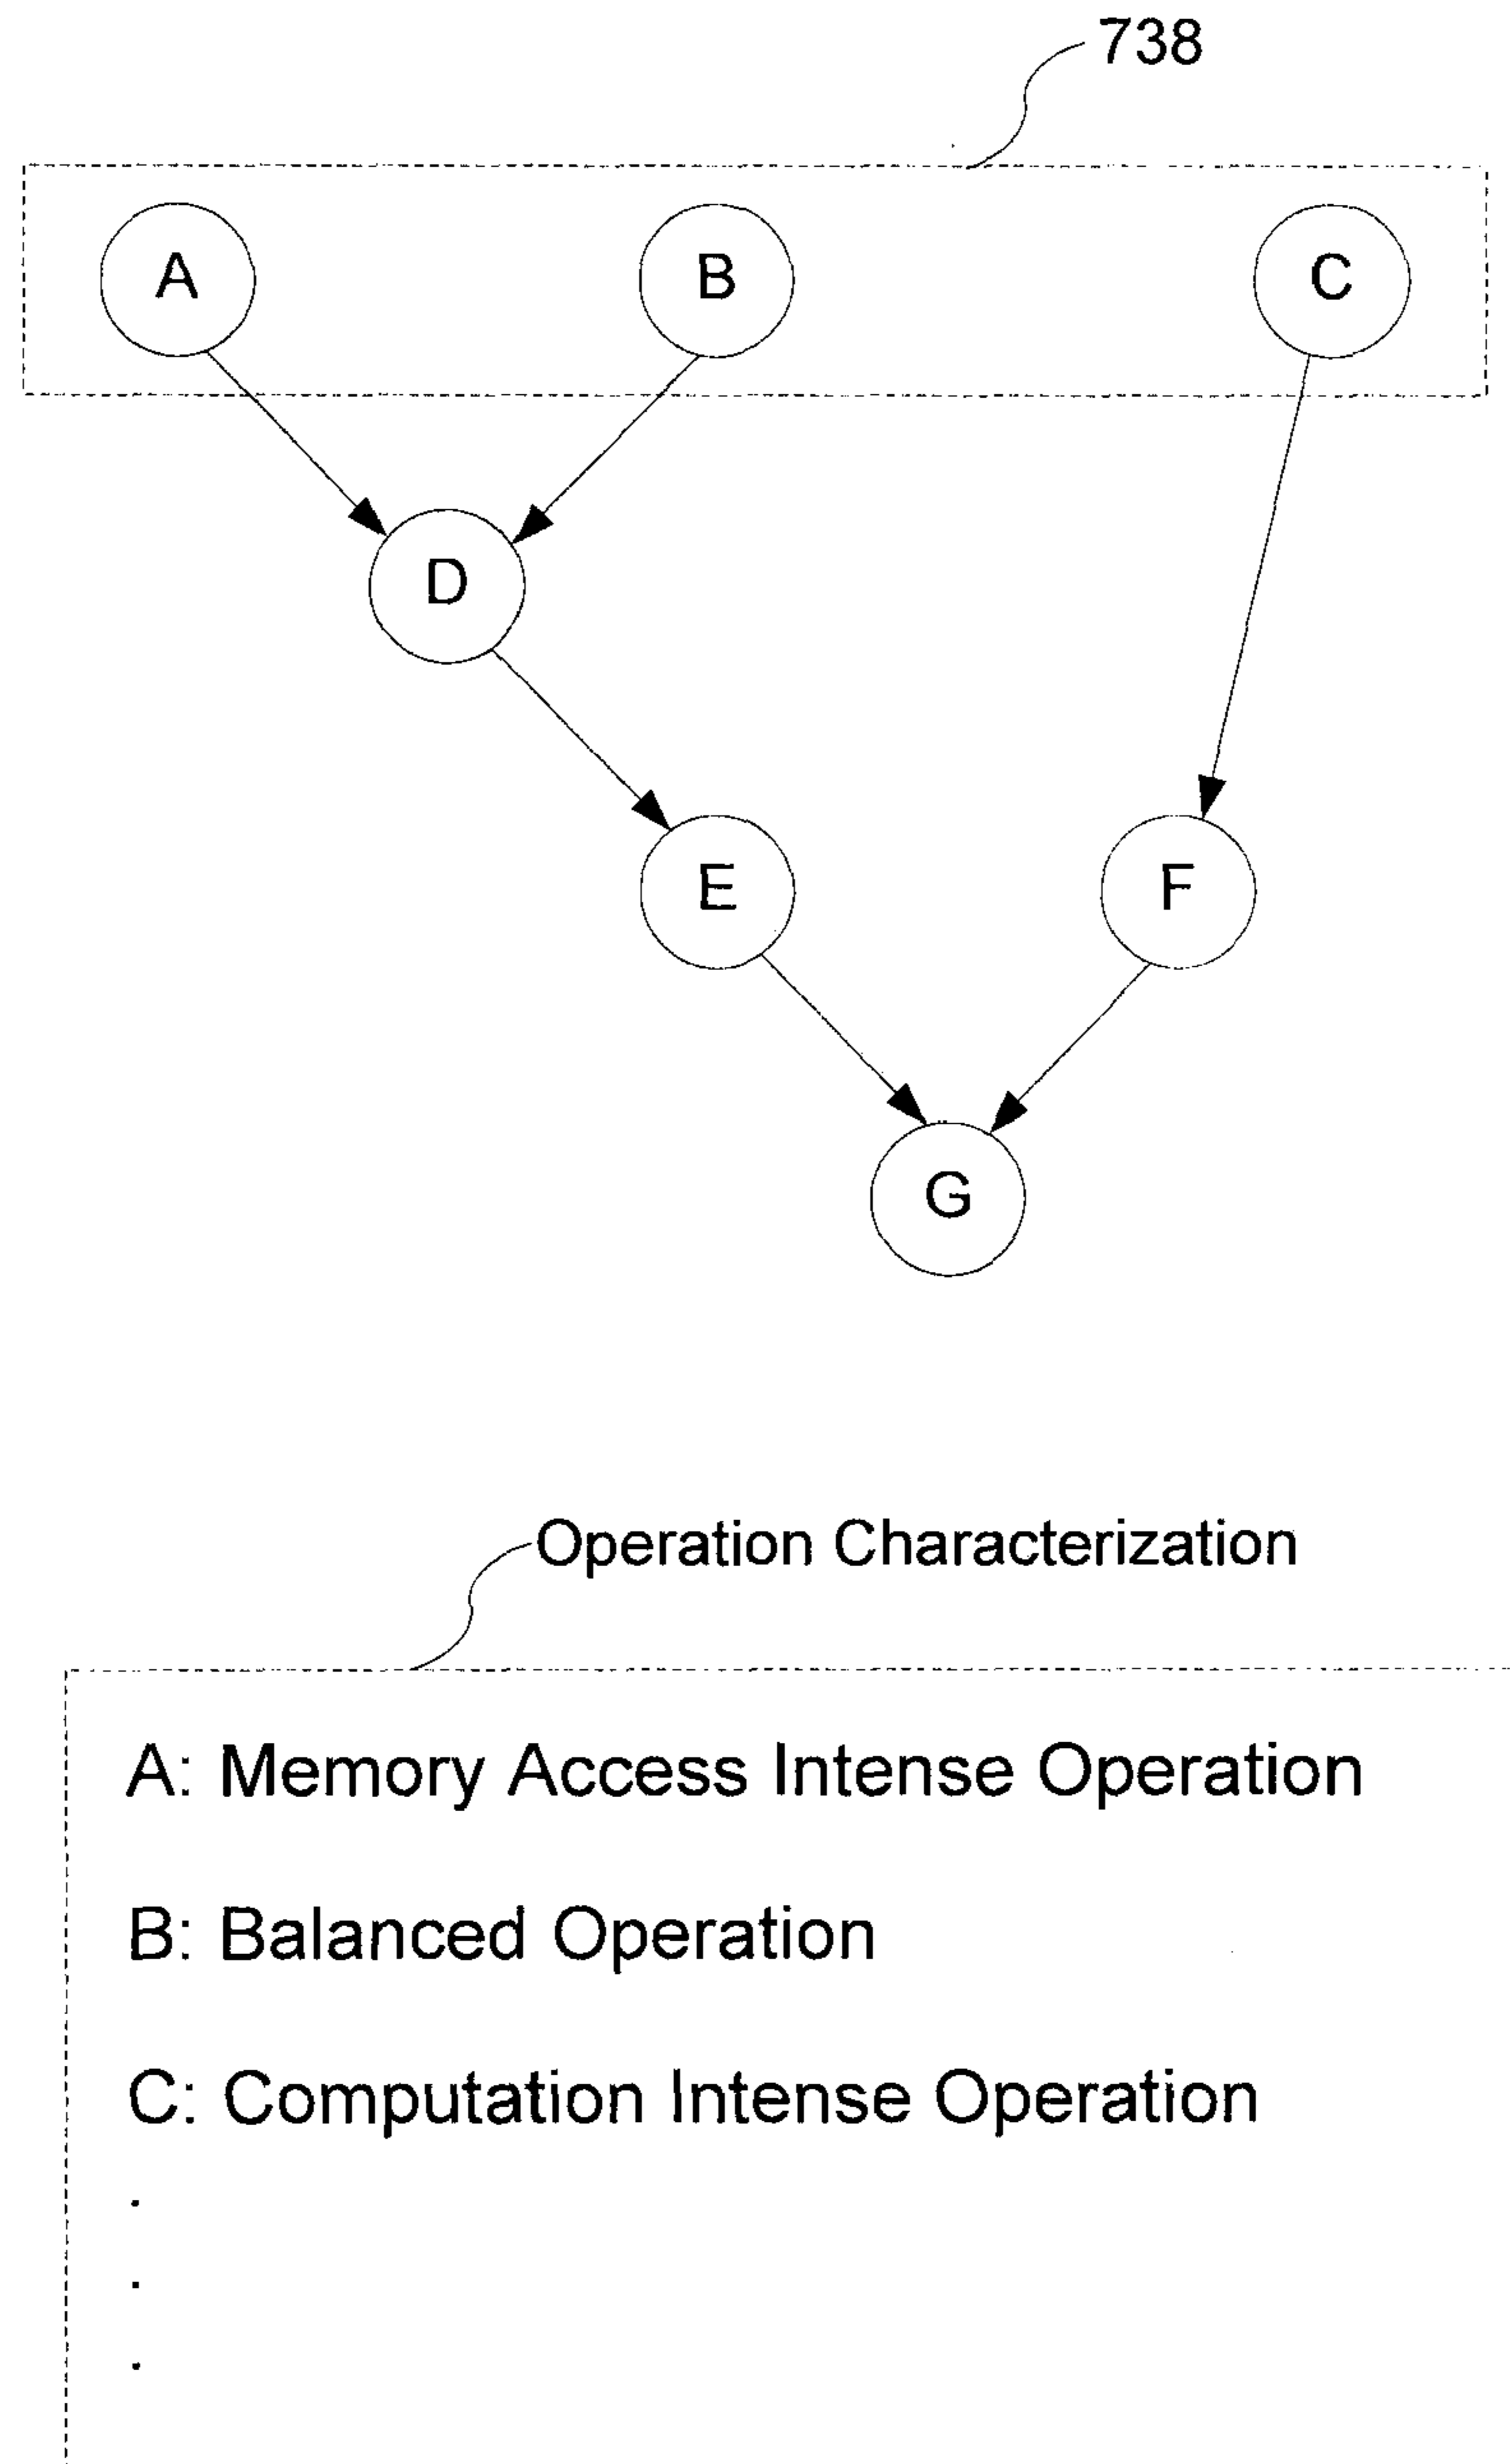 738
A
B
C
D
E
F
G
Operation Characterization
A: Memory Access Intense Operation
B: Balanced Operation
C: Computation Intense Operation
.
.
.